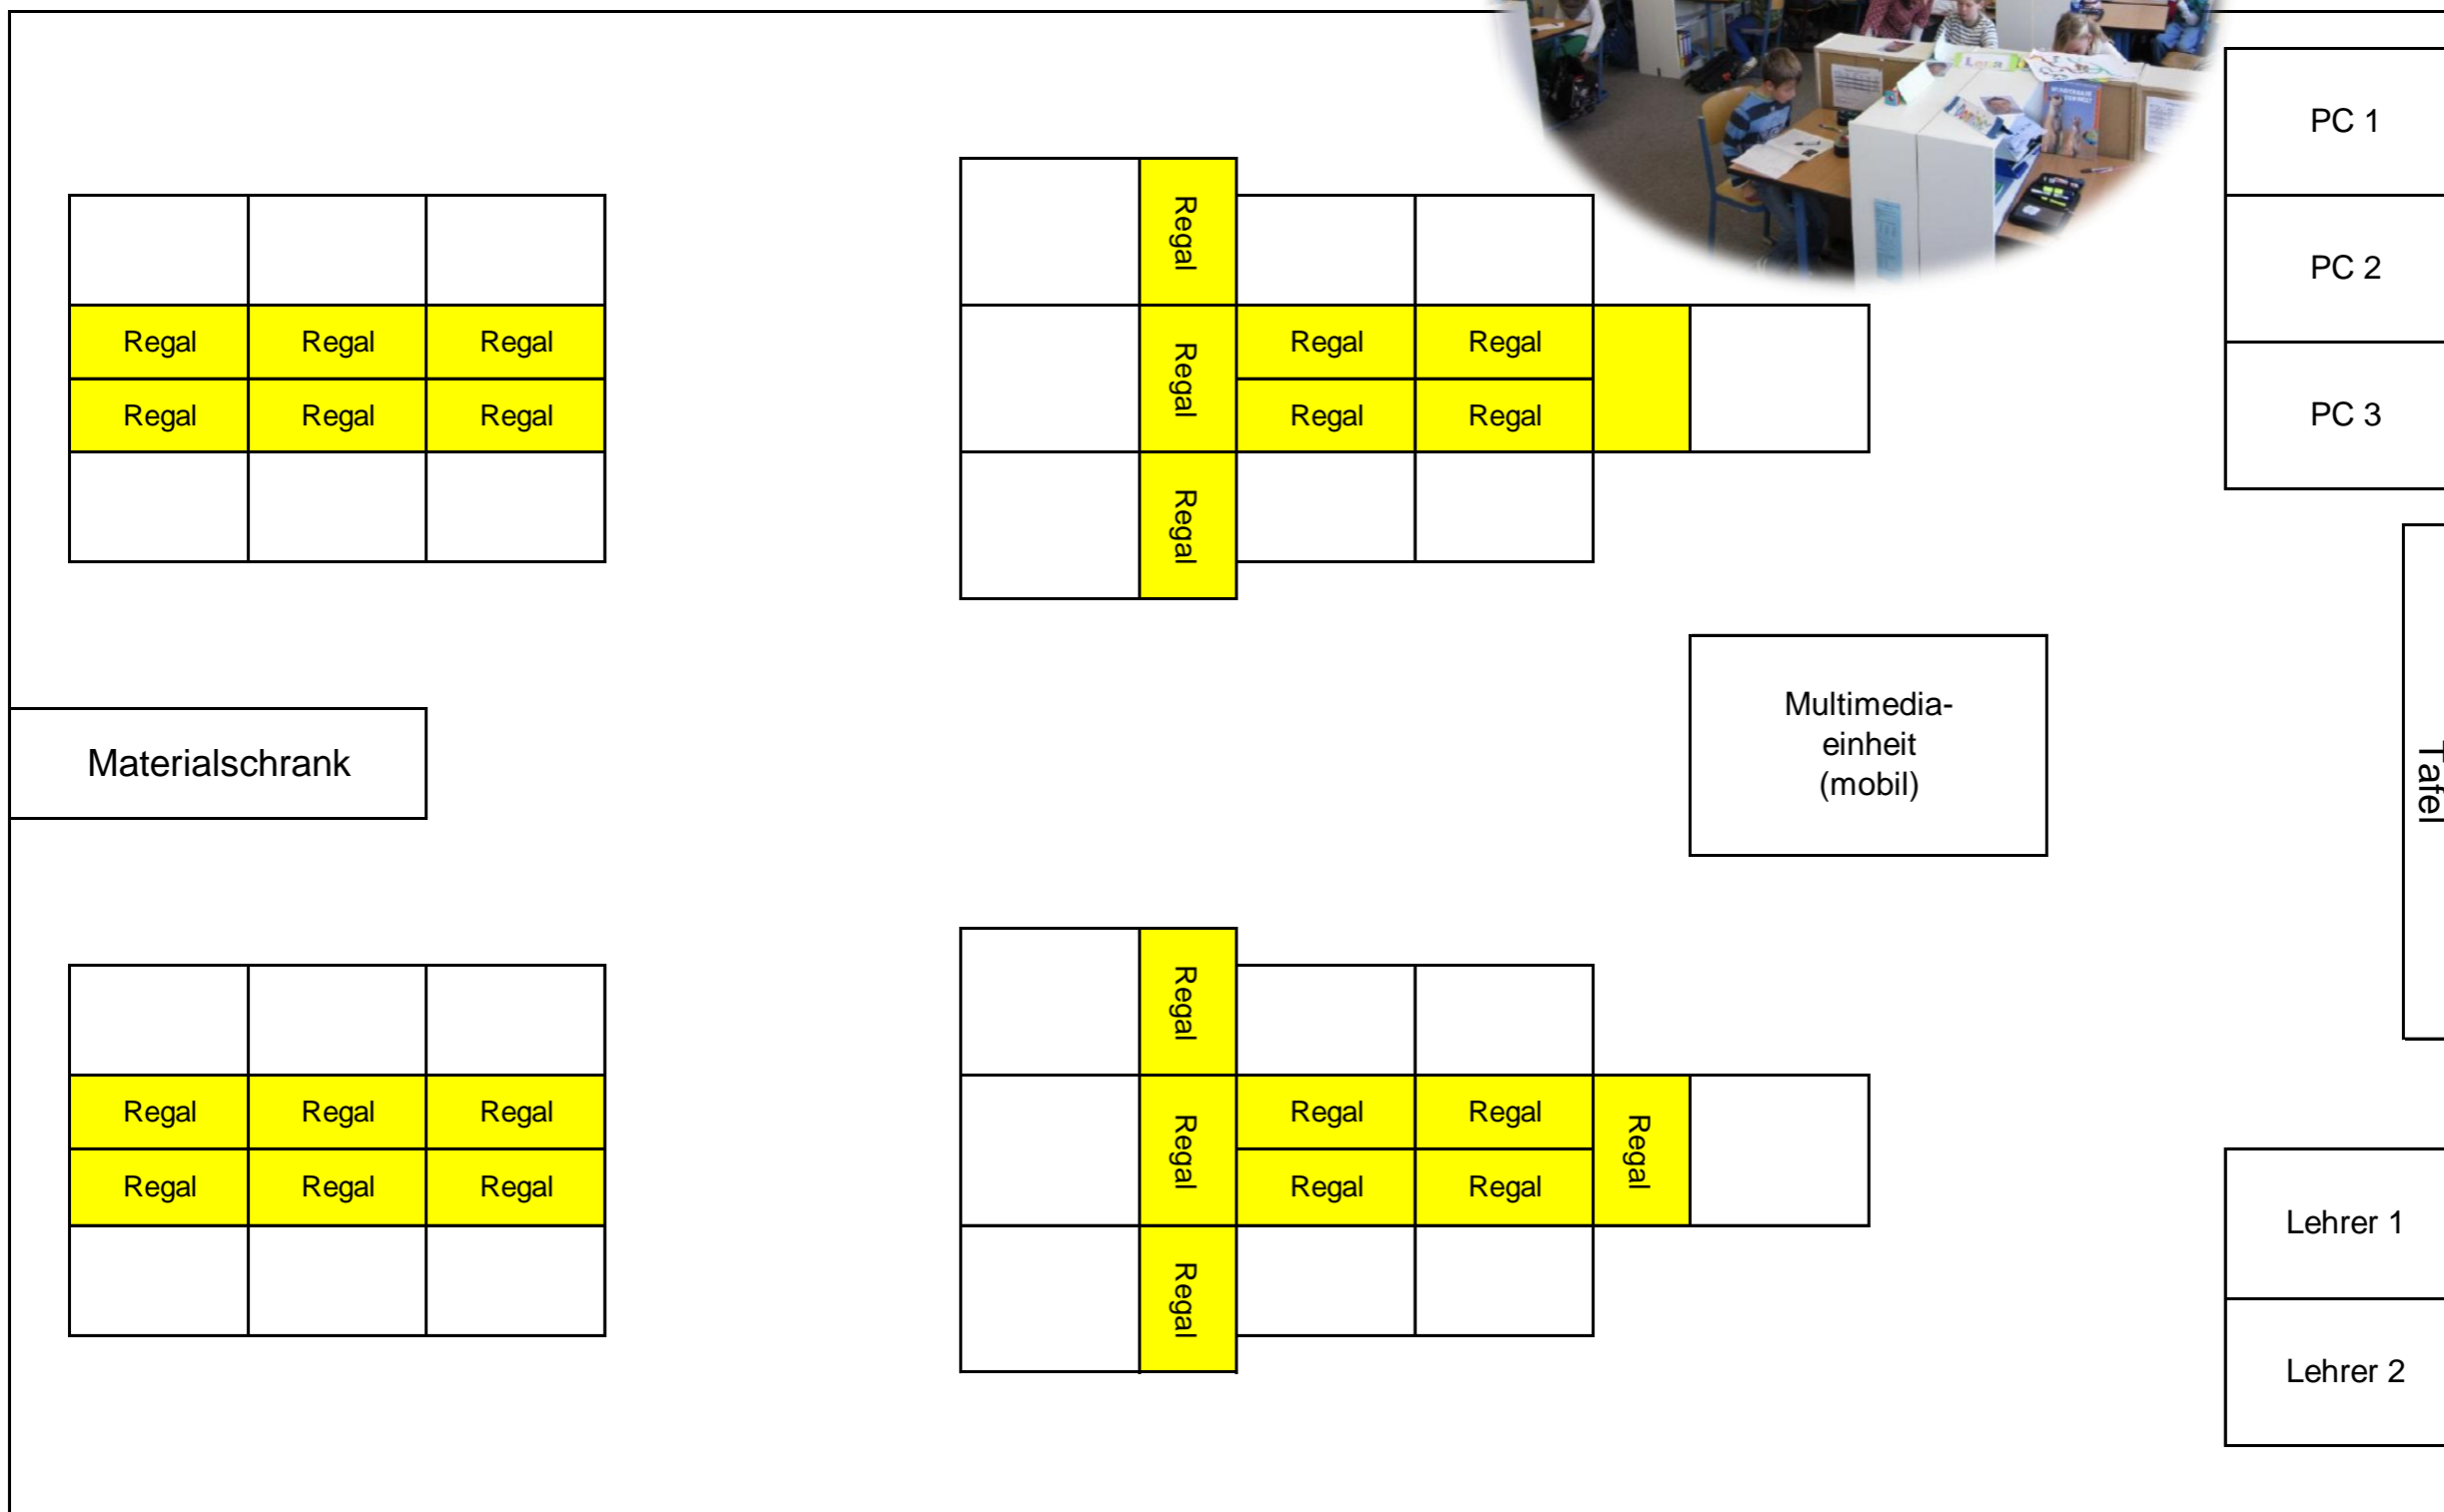 Lena
PC 1
PC 2
PC 3
Regal
Regal Regal Regal
Regal Regal Regal
Regal
Regal Regal
Regal Regal
Regal
Materialschrank
Multimedia-
einheit
(mobil)
Tafel
Regal
Regal Regal Regal
Regal Regal Regal
Regal
Regal Regal
Regal Regal
Regal
Regal
Lehrer 1
Lehrer 2